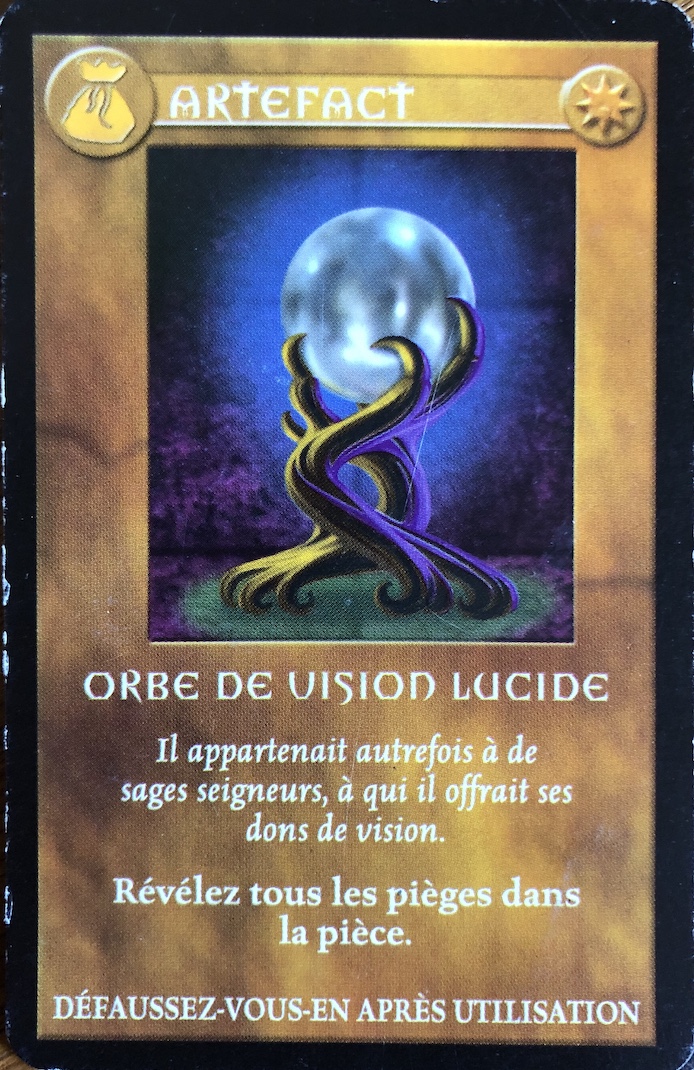 ARTEFACT
ORBE DE VISION LUCIDE
Il appartenait autrefois à de
sages seigneurs, à qui il offrait ses
dons de vision.
Révélez tous les pièges dans
la pièce.
DÉFAUSSEZ-VOUS-EN APRÈS UTILISATION